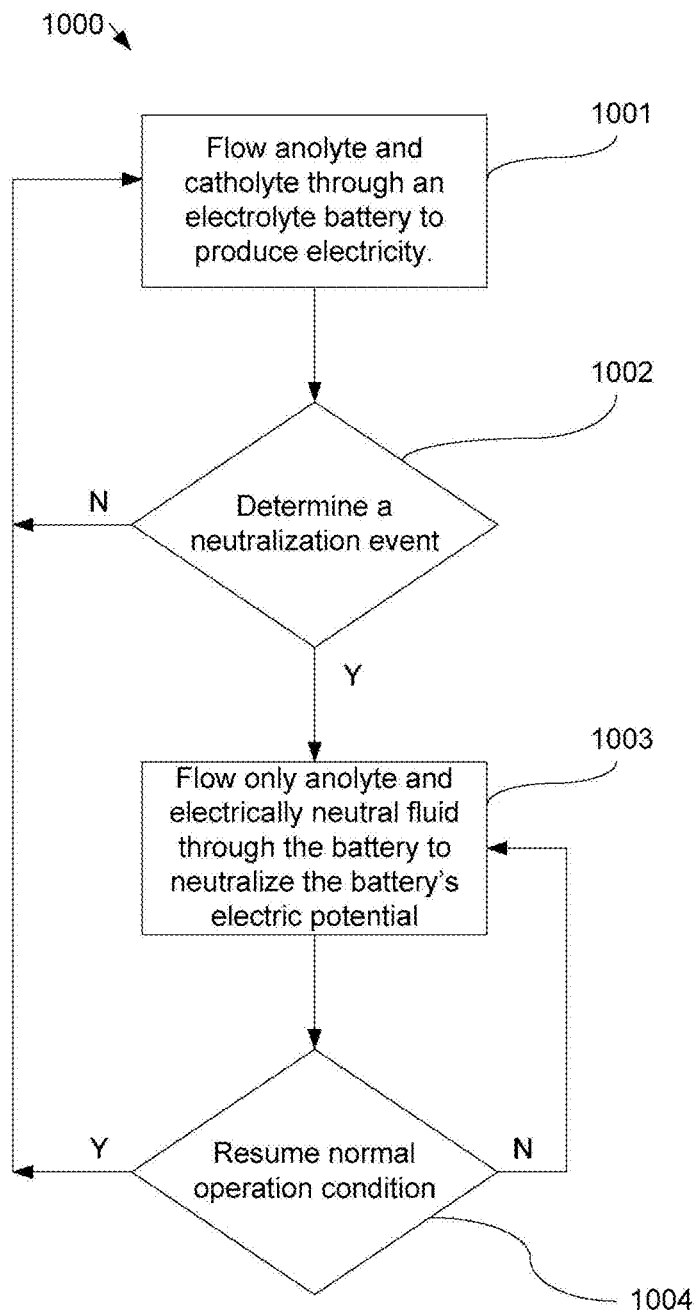 1000
1001
Flow anolyte and
catholyte through an
electrolyte battery to
produce electricity.
1002
N
Determine a
neutralization event
Y
1003
Flow only anolyte and
electrically neutral fluid
through the battery to
neutralize the battery's
electric potential
Y
Resume normal
operation condition
N
1004